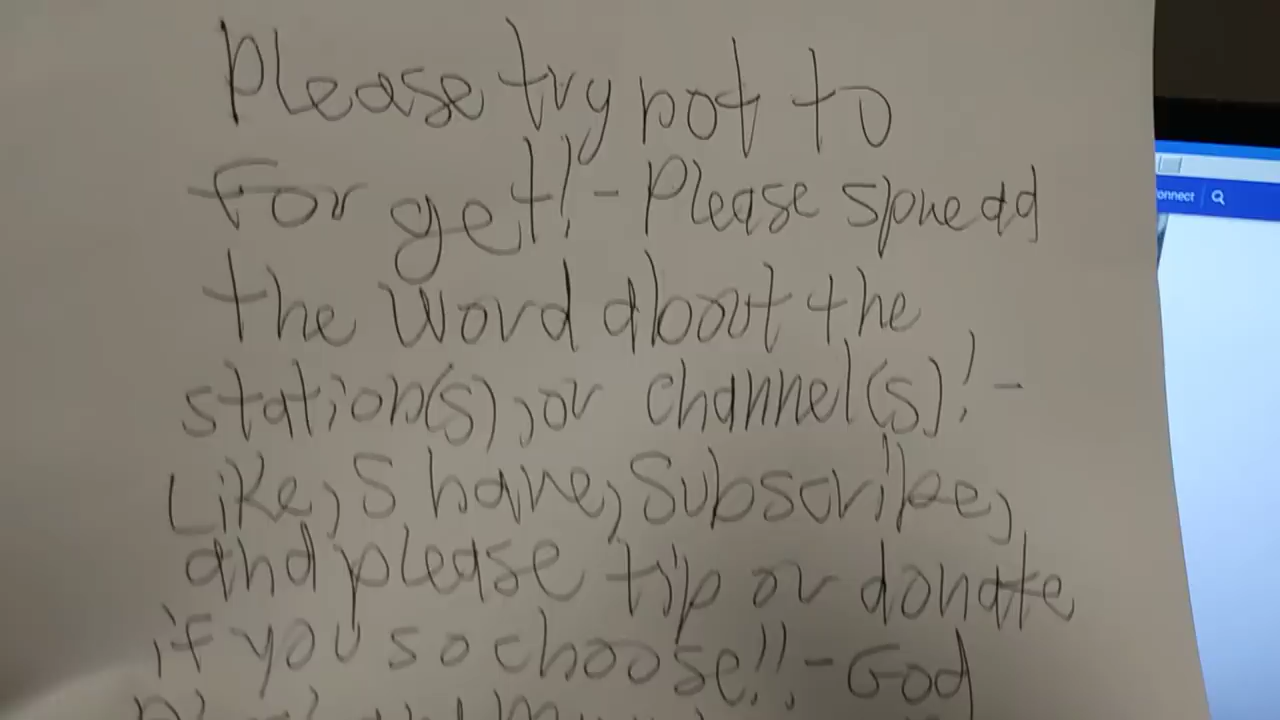 Please try not to
forget! - Please spread
the word about the
station(s), or channel(s)! -
Like, Share, Subscribe,
and please tip or donate
if you so choose!! - God
onnect